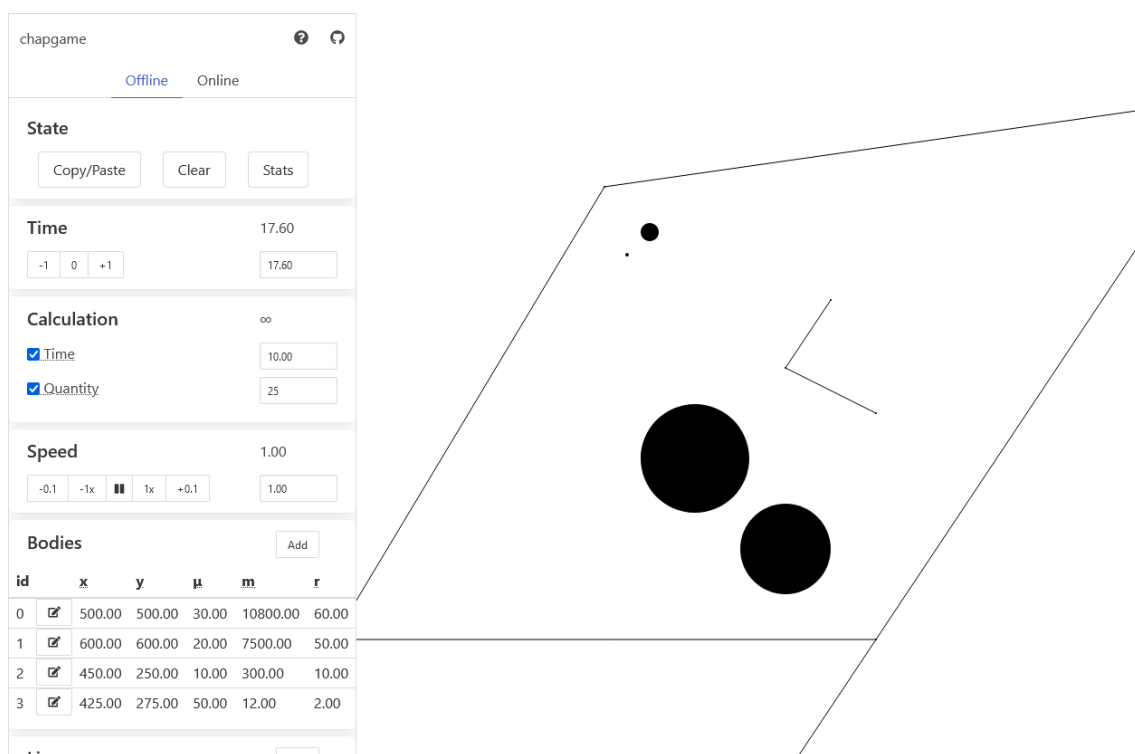 chapgame
Offline Online
State
Copy/Paste Clear Stats
Time 17.60
-1 0 +1 17.60
Calculation ∞
Time 10.00
Quantity 25
Speed 1.00
-0.1 -1x 1x +0.1 1.00
Bodies Add
id x y μ m r
0 500.00 500.00 30.00 10800.00 60.00
1 600.00 600.00 20.00 7500.00 50.00
2 450.00 250.00 10.00 300.00 10.00
3 425.00 275.00 50.00 12.00 2.00